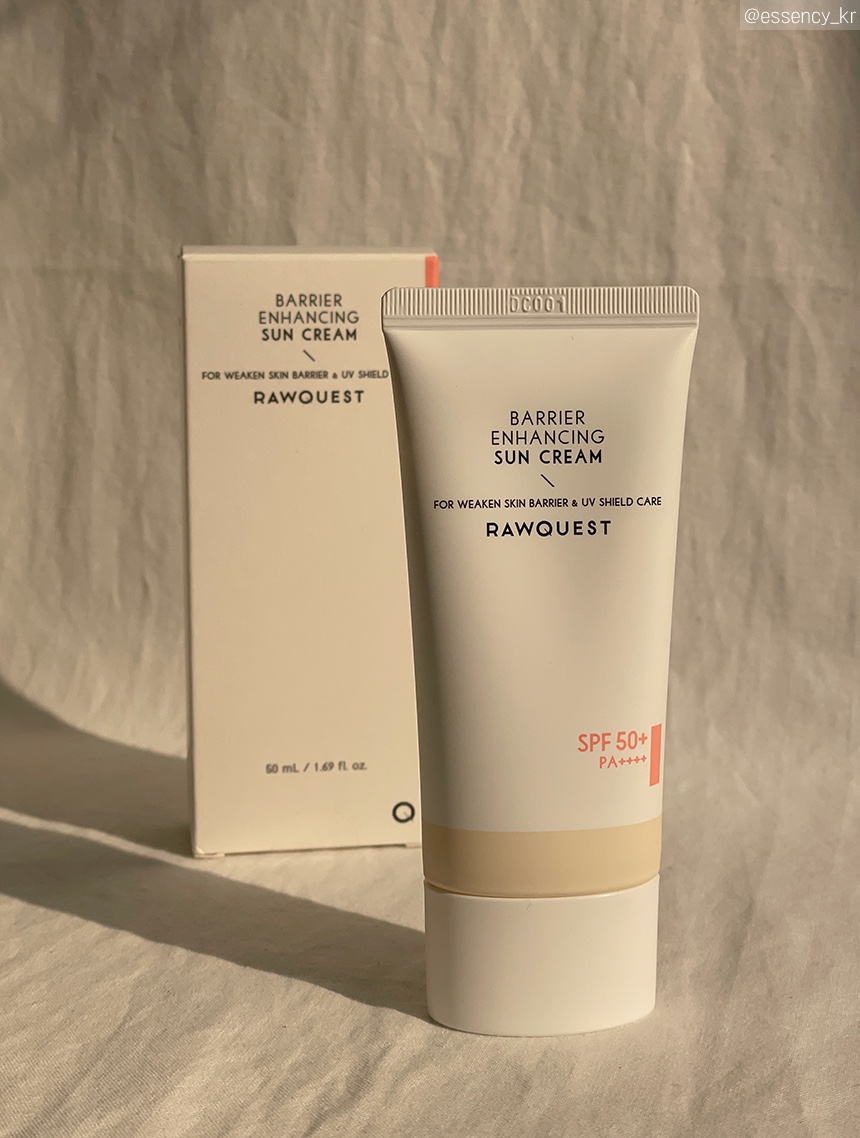 @essency_kr
BARRIER
ENHANCING
SUN CREAM
FOR WEAKEN SKIN BARRIER & UV SHIELD
RAWQUEST
50 mL / 1.69 fl. oz.
Q
DC001
BARRIER
ENHANCING
SUN CREAM
FOR WEAKEN SKIN BARRIER & UV SHIELD CARE
RAWQUEST
SPF 50+
PA++++